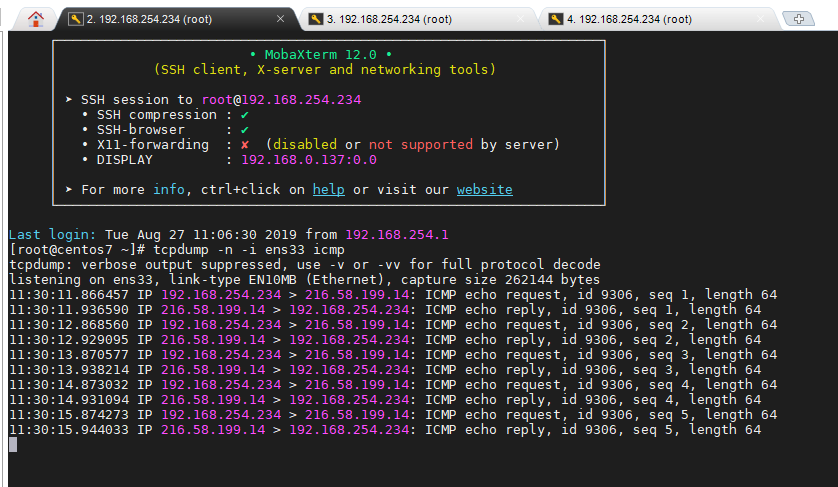 2. 192.168.254.234 (root)
3. 192.168.254.234 (root)
4. 192.168.254.234 (root)
• MobaXterm 12.0 •
(SSH client, X-server and networking tools)
➤ SSH session to root@192.168.254.234
• SSH compression : ✔
• SSH-browser : ✔
• X11-forwarding : ✘ (disabled or not supported by server)
• DISPLAY : 192.168.0.137:0.0
➤ For more info, ctrl+click on help or visit our website
Last login: Tue Aug 27 11:06:30 2019 from 192.168.254.1
[root@centos7 ~]# tcpdump -n -i ens33 icmp
tcpdump: verbose output suppressed, use -v or -vv for full protocol decode
listening on ens33, link-type EN10MB (Ethernet), capture size 262144 bytes
11:30:11.866457 IP 192.168.254.234 > 216.58.199.14: ICMP echo request, id 9306, seq 1, length 64
11:30:11.936590 IP 216.58.199.14 > 192.168.254.234: ICMP echo reply, id 9306, seq 1, length 64
11:30:12.868560 IP 192.168.254.234 > 216.58.199.14: ICMP echo request, id 9306, seq 2, length 64
11:30:12.929095 IP 216.58.199.14 > 192.168.254.234: ICMP echo reply, id 9306, seq 2, length 64
11:30:13.870577 IP 192.168.254.234 > 216.58.199.14: ICMP echo request, id 9306, seq 3, length 64
11:30:13.938214 IP 216.58.199.14 > 192.168.254.234: ICMP echo reply, id 9306, seq 3, length 64
11:30:14.873032 IP 192.168.254.234 > 216.58.199.14: ICMP echo request, id 9306, seq 4, length 64
11:30:14.931094 IP 216.58.199.14 > 192.168.254.234: ICMP echo reply, id 9306, seq 4, length 64
11:30:15.874273 IP 192.168.254.234 > 216.58.199.14: ICMP echo request, id 9306, seq 5, length 64
11:30:15.944033 IP 216.58.199.14 > 192.168.254.234: ICMP echo reply, id 9306, seq 5, length 64